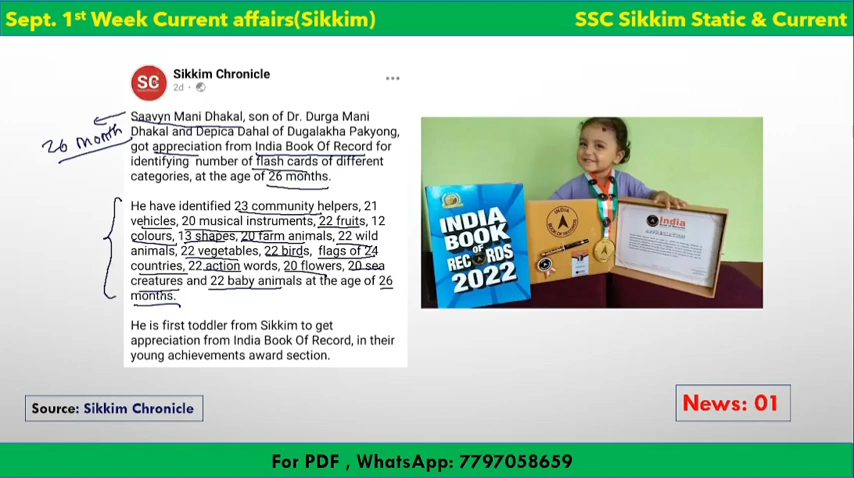 Sept. 1st Week Current affairs(Sikkim)
SSC Sikkim Static & Current
SC
Sikkim Chronicle
2d
Saavyn Mani Dhakal, son of Dr. Durga Mani
Dhakal and Depica Dahal of Dugalakha Pakyong,
got appreciation from India Book Of Record for
identifying number of flash cards of different
categories, at the age of 26 months.
26 month
They have identified 23 community helpers, 21
vehicles, 20 musical instruments, 22 fruits, 12
colours, 13 shapes, 20 farm animals, 22 wild
animals, 22 vegetables, 22 birds, flags of 24
countries, 22 action words, 20 flowers, 20 sea
creatures and 22 baby animals at the age of 26
months.
He is first toddler from Sikkim to get
appreciation from India Book Of Record, in their
young achievements award section.
INDIA
BOOK
OF
RECORDS
2022
India
Source: Sikkim Chronicle
News: 01
For PDF , WhatsApp: 7797058659